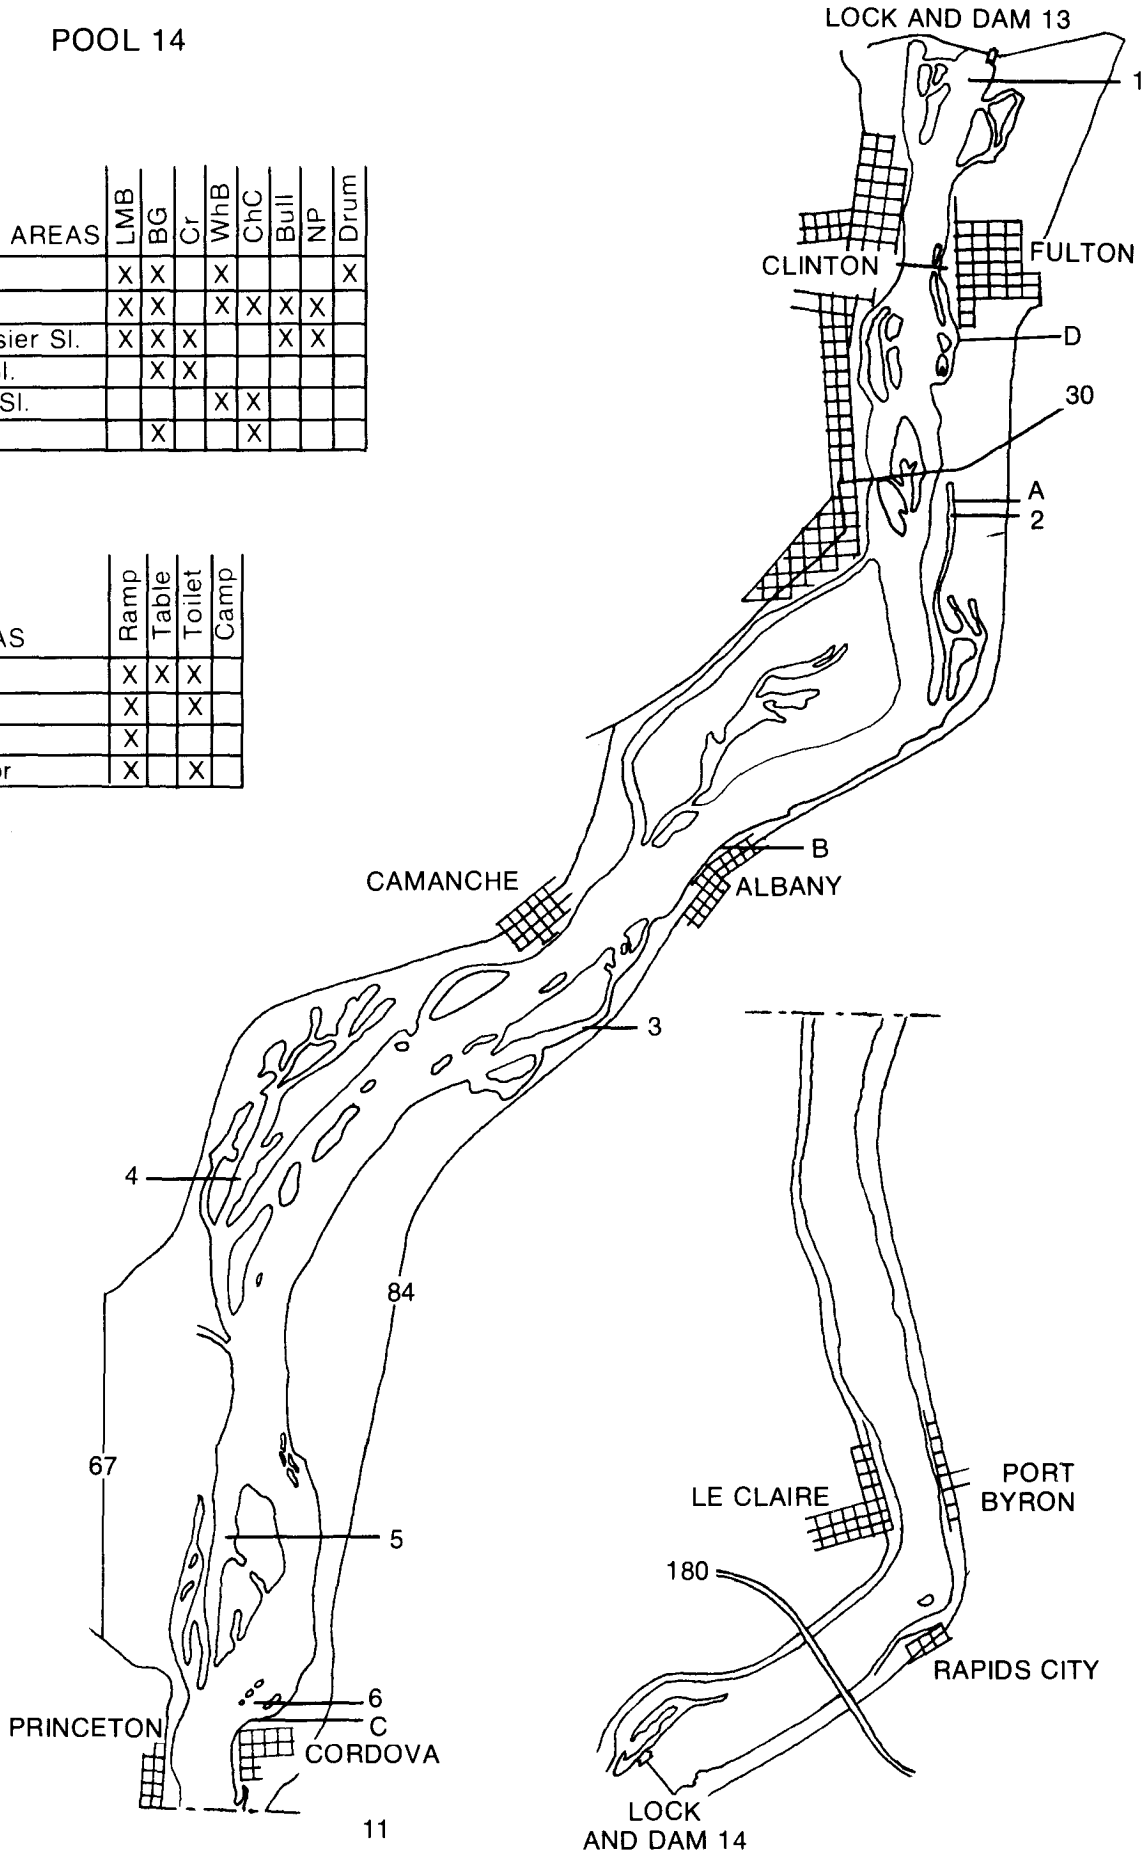 POOL 14
LOCK AND DAM 13
1
AREAS LMB BG Cr WhB ChC Bull NP Drum
X X X X
X X X X X X
sier Sl. X X X X X
l. X X
Sl. X X
X X
CLINTON
FULTON
D
30
A
2
AS Ramp Table Toilet Camp
X X X
X X
X
or X X
B
CAMANCHE
ALBANY
3
4
84
67
5
LE CLAIRE
PORT
BYRON
180
RAPIDS CITY
6
C
PRINCETON
CORDOVA
LOCK
AND DAM 14
11